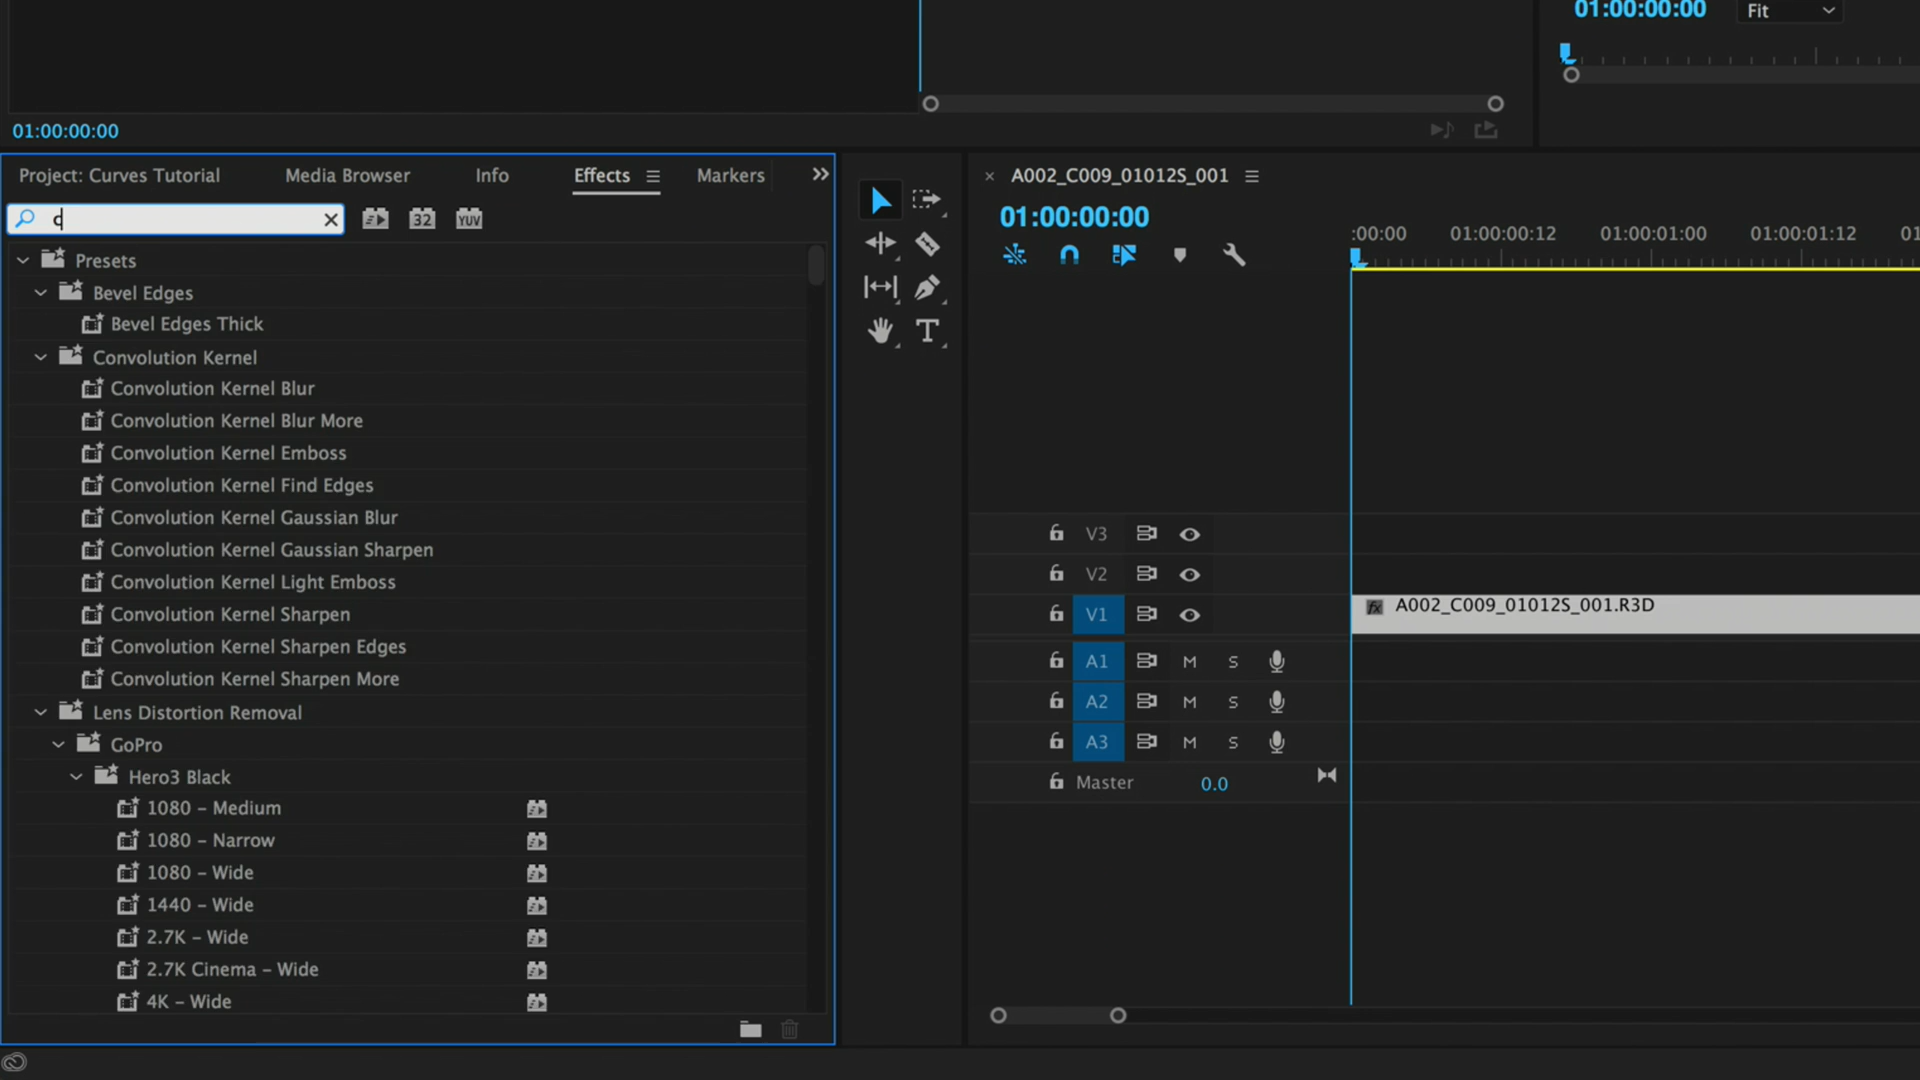 01:00:00:00
Fit
01:00:00:00
Project: Curves Tutorial
Media Browser
Info
Effects
Markers
c
32
YUV
Presets
Bevel Edges
Bevel Edges Thick
Convolution Kernel
Convolution Kernel Blur
Convolution Kernel Blur More
Convolution Kernel Emboss
Convolution Kernel Find Edges
Convolution Kernel Gaussian Blur
Convolution Kernel Gaussian Sharpen
Convolution Kernel Light Emboss
Convolution Kernel Sharpen
Convolution Kernel Sharpen Edges
Convolution Kernel Sharpen More
Lens Distortion Removal
GoPro
Hero3 Black
1080 – Medium
1080 – Narrow
1080 – Wide
1440 – Wide
2.7K – Wide
2.7K Cinema – Wide
4K – Wide
A002_C009_01012S_001
01:00:00:00
:00:00 01:00:00:12 01:00:01:00 01:00:01:12 01
V3
V2
V1
fx A002_C009_01012S_001.R3D
A1 M S
A2 M S
A3 M S
Master 0.0